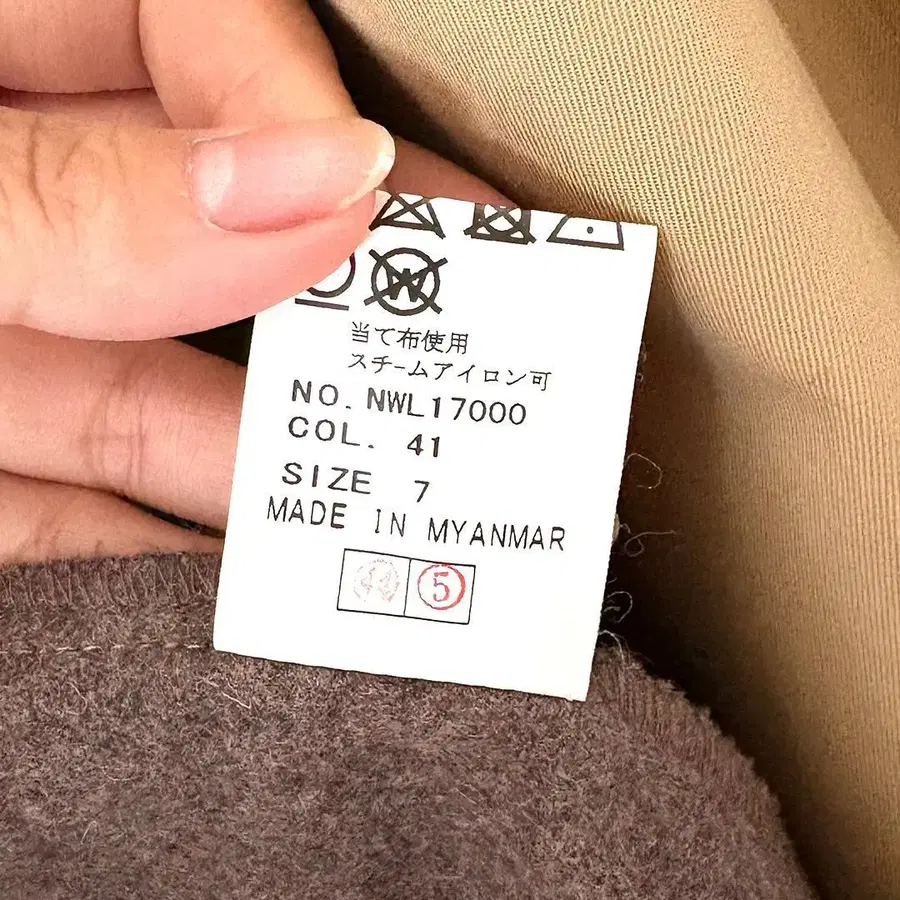 W
当て布使用
スチームアイロン可
NO. NWL17000
COL. 41
SIZE 7
MADE IN MYANMAR
5